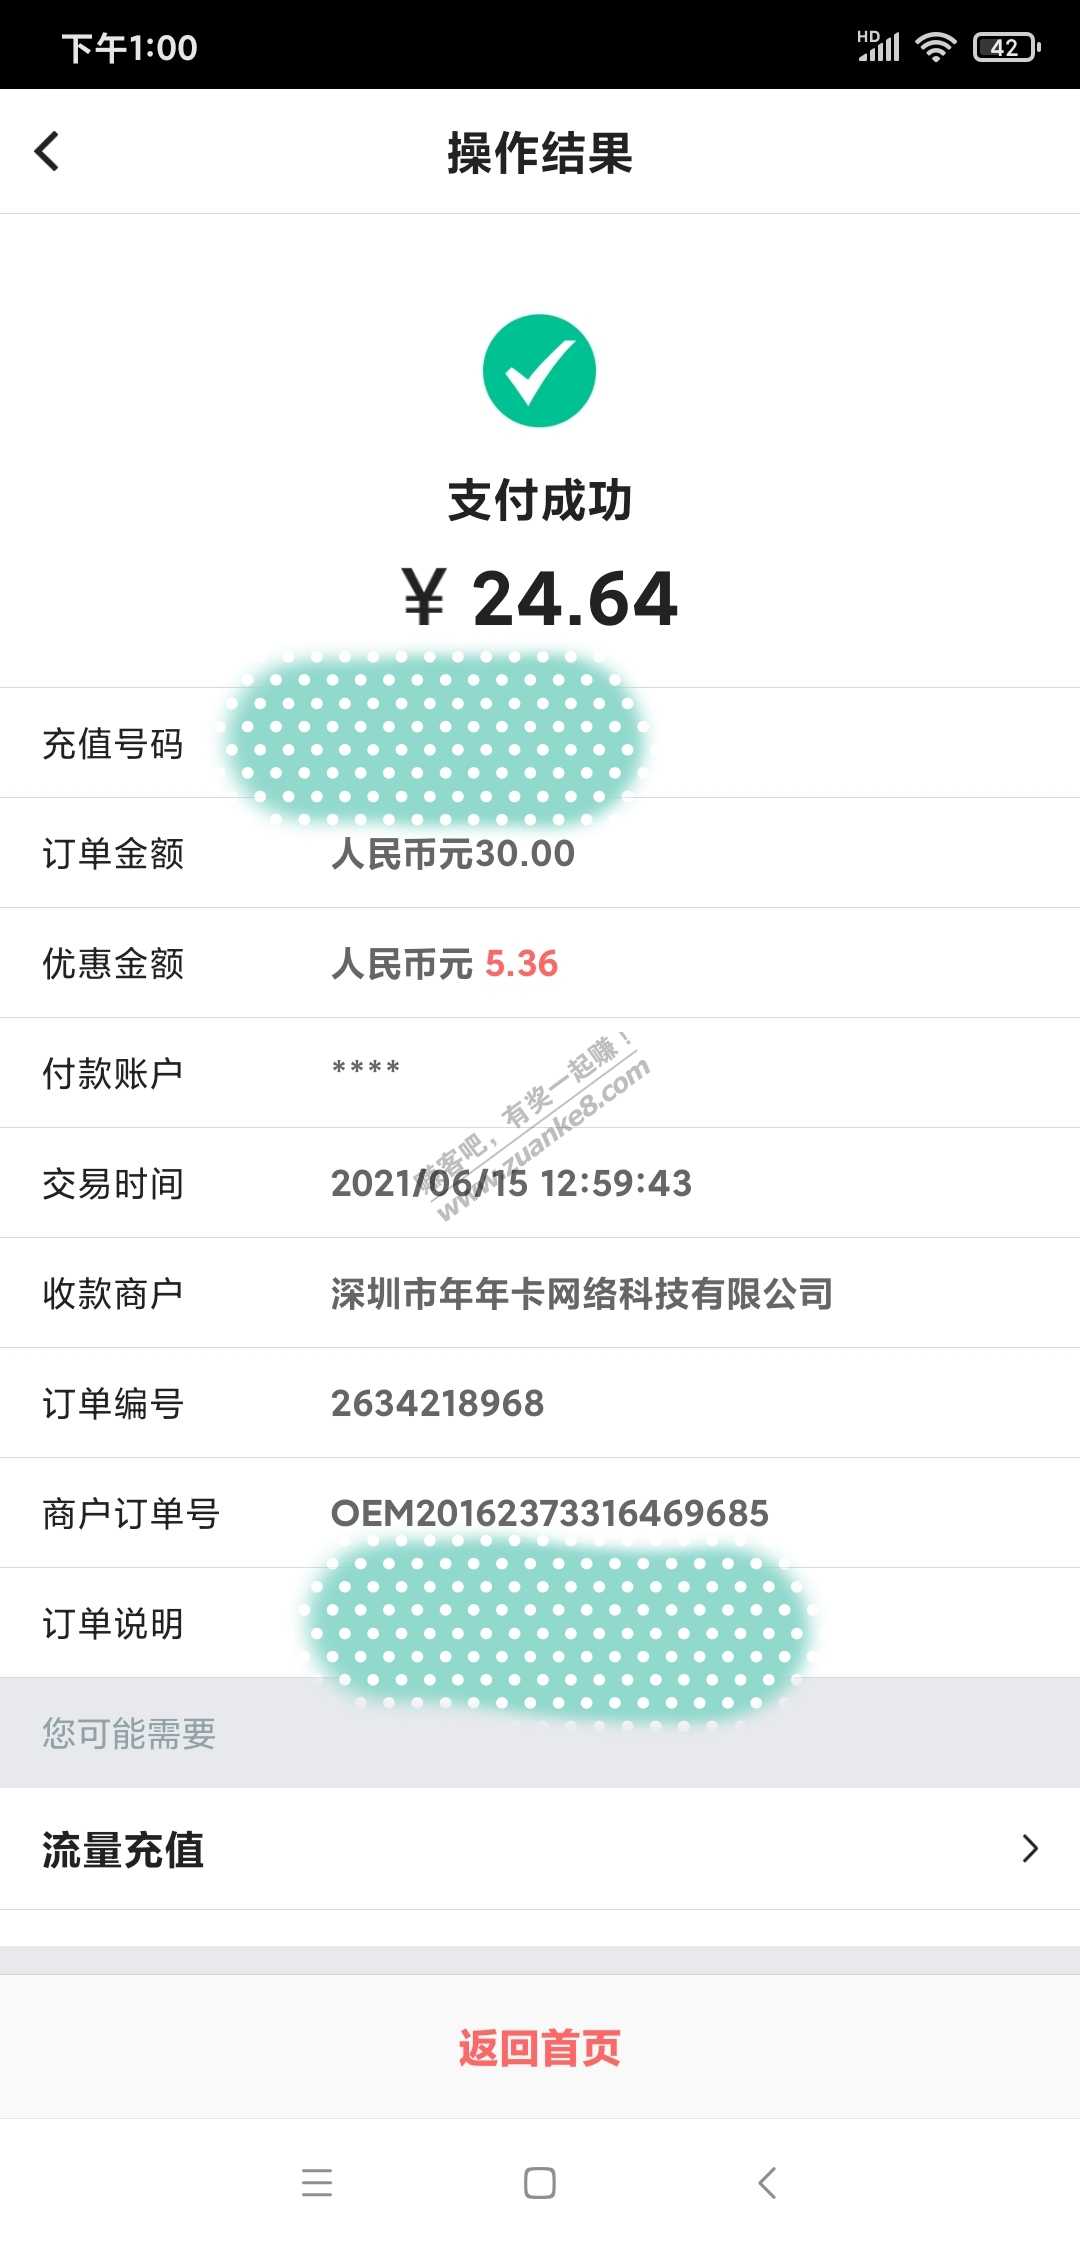 下午1:00
HD
42
操作结果
支付成功
¥ 24.64
充值号码
订单金额 人民币元30.00
优惠金额 人民币元 5.36
付款账户 ****
赚客吧，有奖一起赚！
www.zuanke8.com
交易时间 2021/06/15 12:59:43
收款商户 深圳市年年卡网络科技有限公司
订单编号 2634218968
商户订单号 OEM20162373316469685
订单说明
您可能需要
流量充值
返回首页